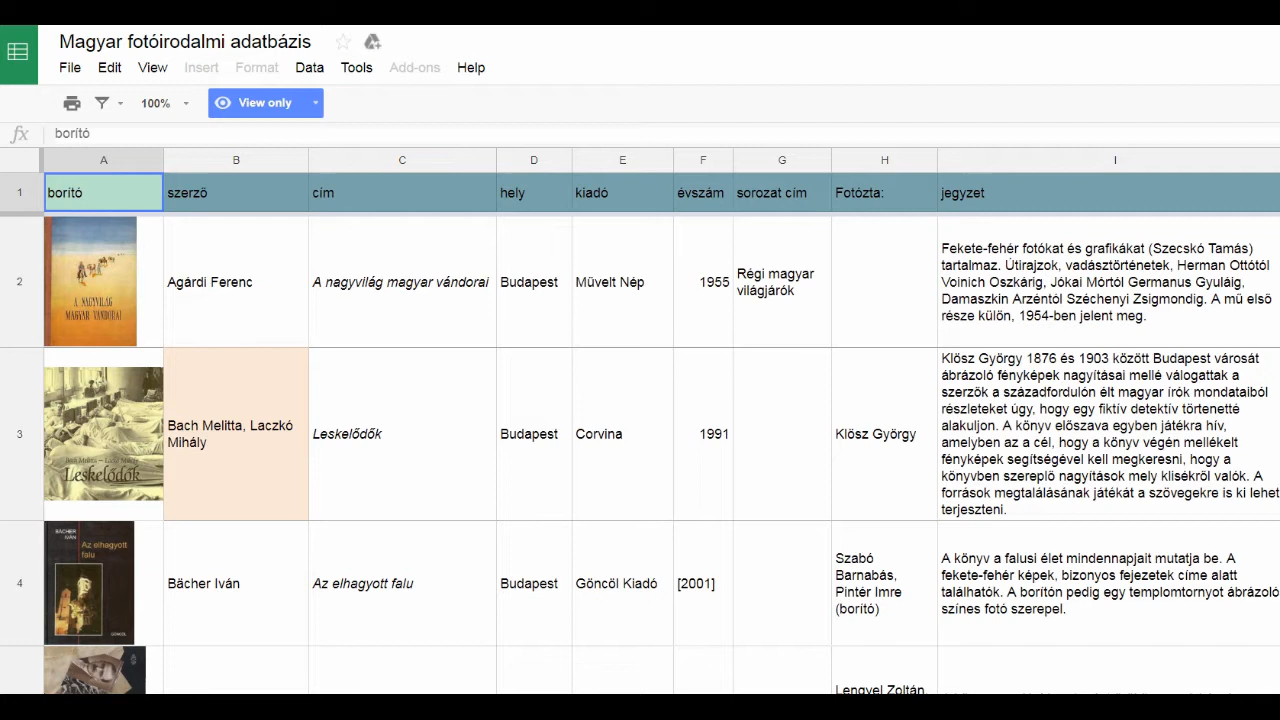 Magyar fotóirodalmi adatbázis
File Edit View Insert Format Data Tools Add-ons Help
100% View only
fx borító
A B C D E F G H I
1 borító szerző cím hely kiadó évszám sorozat cím Fotózta: jegyzet
A NAGYVILÁG
MAGYAR VÁNDORAI
2 Agárdi Ferenc A nagyvilág magyar vándorai Budapest Művelt Nép 1955
Régi magyar
világjárók
Fekete-fehér fotókat és grafikákat (Szecskó Tamás)
tartalmaz. Útirajzok, vadásztörténetek, Herman Ottótól
Voinich Oszkárig, Jókai Mórtól Germanus Gyuláig,
Damaszkin Arzéntól Széchenyi Zsigmondig. A mű első
része külön, 1954-ben jelent meg.
Bach Melitta – Laczkó Mihály
Leskelődők
3
Bach Melitta, Laczkó
Mihály
Leskelődők Budapest Corvina 1991 Klösz György
Klösz György 1876 és 1903 között Budapest városát
ábrázoló fényképek nagyításai mellé válogattak a
szerzők a századfordulón élt magyar írók mondataiból
részleteket úgy, hogy egy fiktív detektív történetté
alakuljon. A könyv előszava egyben játékra hív,
amelyben az a cél, hogy a könyv végén mellékelt
fényképek segítségével kell megkeresni, hogy a
könyvben szereplő nagyítások mely klisékről valók. A
források megtalálásának játékát a szövegekre is ki lehet
terjeszteni.
BÄCHER
IVÁN
Az elhagyott
falu
GÖNCÖL
4 Bächer Iván Az elhagyott falu Budapest Göncöl Kiadó [2001]
Szabó
Barnabás,
Pintér Imre
(borító)
A könyv a falusi élet mindennapjait mutatja be. A
fekete-fehér képek, bizonyos fejezetek címe alatt
találhatók. A borítón pedig egy templomtornyot ábrázoló
színes fotó szerepel.
Lengyel Zoltán